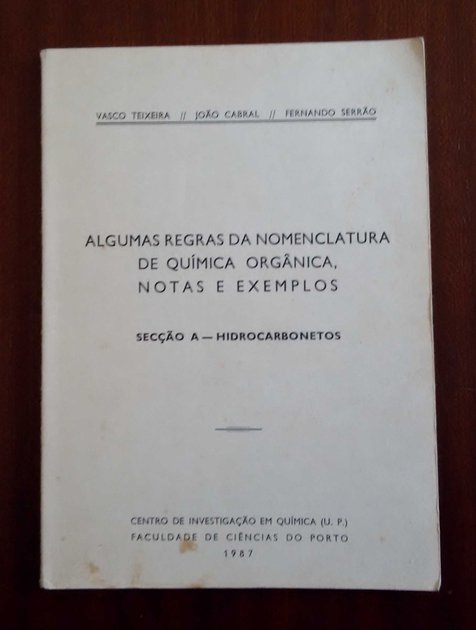 VASCO TEIXEIRA // JOÃO CABRAL // FERNANDO SERRÃO
ALGUMAS REGRAS DA NOMENCLATURA
DE QUÍMICA ORGÂNICA,
NOTAS E EXEMPLOS
SECÇÃO A — HIDROCARBONETOS
CENTRO DE INVESTIGAÇÃO EM QUÍMICA (U. P.)
FACULDADE DE CIÊNCIAS DO PORTO
1987